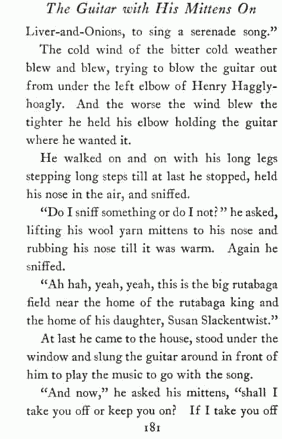 The Guitar with His Mittens On
Liver-and-Onions, to sing a serenade song.”
The cold wind of the bitter cold weather
blew and blew, trying to blow the guitar out
from under the left elbow of Henry Haggly-
hoagly. And the worse the wind blew the
tighter he held his elbow holding the guitar
where he wanted it.
He walked on and on with his long legs
stepping long steps till at last he stopped, held
his nose in the air, and sniffed.
“Do I sniff something or do I not?” he asked,
lifting his wool yarn mittens to his nose and
rubbing his nose till it was warm. Again he
sniffed.
“Ah hah, yeah, yeah, this is the big rutabaga
field near the home of the rutabaga king and
the home of his daughter, Susan Slackentwist.”
At last he came to the house, stood under the
window and slung the guitar around in front of
him to play the music to go with the song.
“And now,” he asked his mittens, “shall I
take you off or keep you on? If I take you off
181